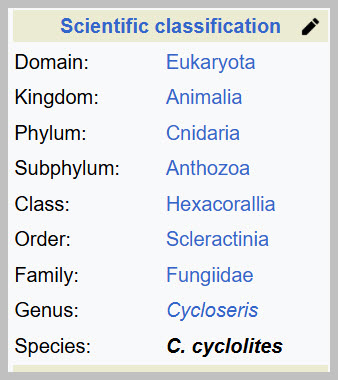 Scientific classification
Domain: Eukaryota
Kingdom: Animalia
Phylum: Cnidaria
Subphylum: Anthozoa
Class: Hexacorallia
Order: Scleractinia
Family: Fungiidae
Genus: Cycloseris
Species: C. cyclolites